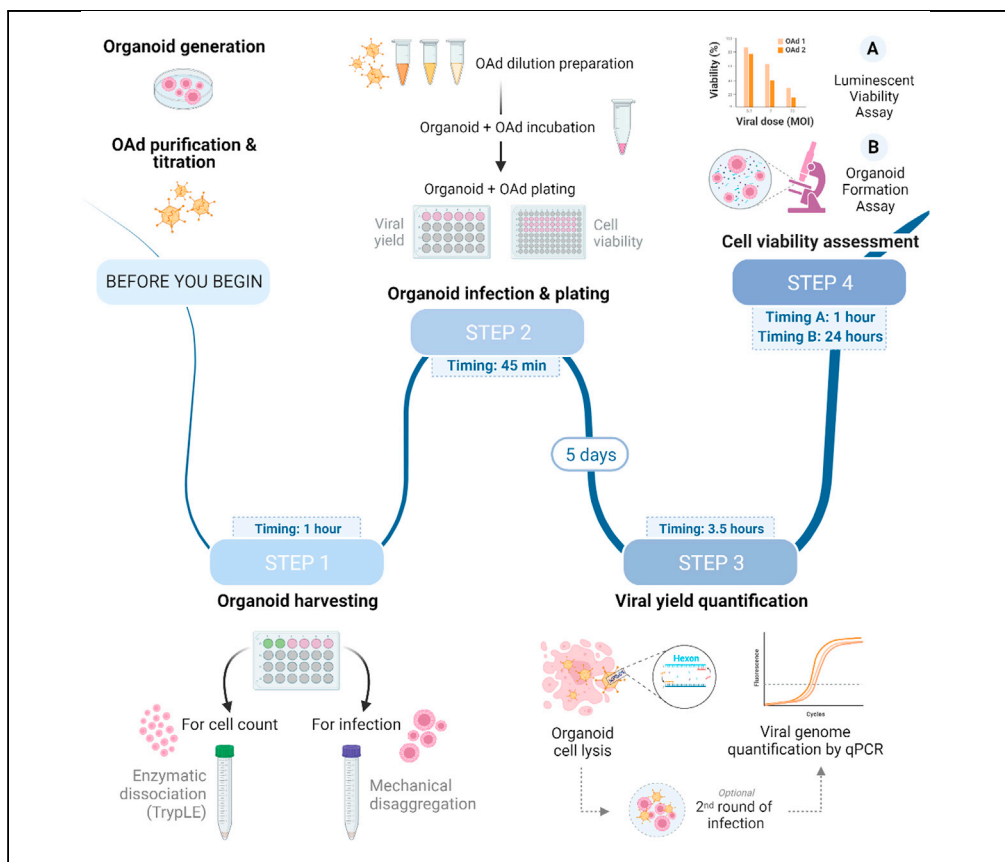 Organoid generation
OAd purification &
titration
BEFORE YOU BEGIN
Timing: 1 hour
STEP 1
Organoid harvesting
For cell count
For infection
Enzymatic
dissociation
(TrypLE)
Mechanical
disaggregation
OAd dilution preparation
Organoid + OAd incubation
Organoid + OAd plating
Viral
yield
Cell
viability
Organoid infection & plating
STEP 2
Timing: 45 min
5 days
Timing: 3.5 hours
STEP 3
Viral yield quantification
Hexon
Organoid
cell lysis
Fluorescence
Cycles
Viral genome
quantification by qPCR
Optional
2nd round of
infection
Viability (%)
OAd 1
OAd 2
Viral dose (MOI)
A
Luminescent
Viability
Assay
B
Organoid
Formation
Assay
Cell viability assessment
STEP 4
Timing A: 1 hour
Timing B: 24 hours